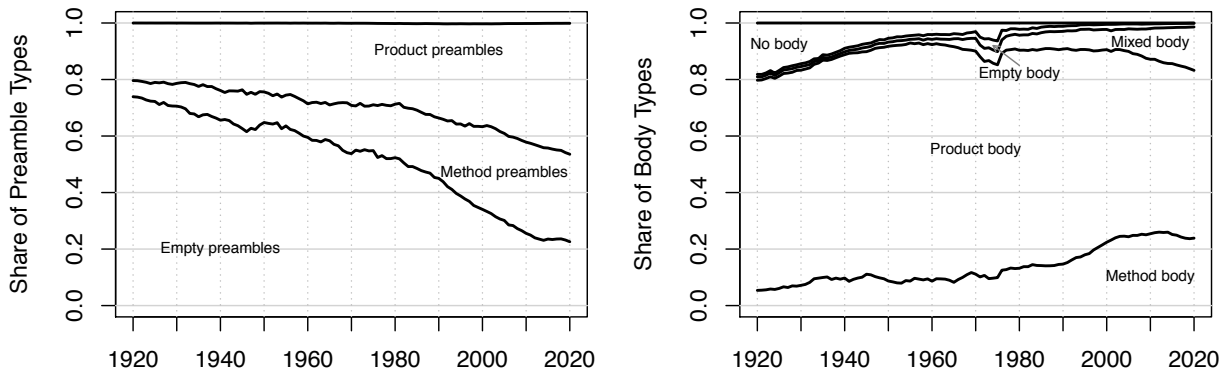 Share of Preamble Types
1.0
0.8
0.6
0.4
0.2
0.0
Product preambles
Method preambles
Empty preambles
1920 1940 1960 1980 2000 2020
Share of Body Types
1.0
0.8
0.6
0.4
0.2
0.0
No body
Mixed body
Empty body
Product body
Method body
1920 1940 1960 1980 2000 2020